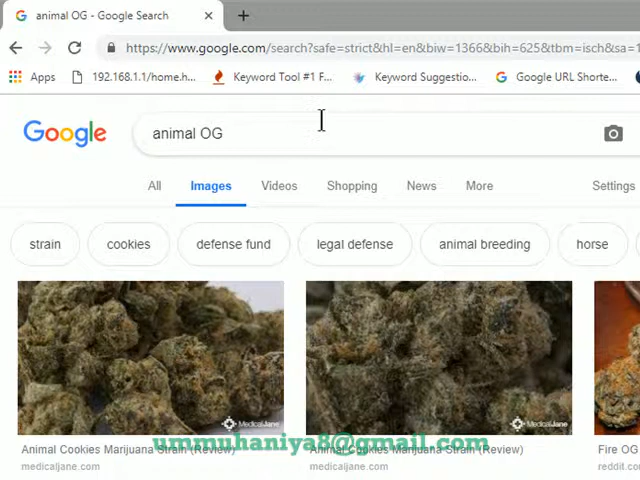 animal OG - Google Search
https://www.google.com/search?safe=strict&hl=en&biw=1366&bih=625&tbm=isch&sa=1
Apps 192.168.1.1/home.h... Keyword Tool #1 F... Keyword Suggestio... Google URL Shorte...
Google animal OG
All Images Videos Shopping News More Settings
strain cookies defense fund legal defense animal breeding horse
MedicalJane MedicalJane
ummuhaniya8@gmail.com
Animal Cookies Marijuana Strain (Review) Animal Cookies Marijuana Strain (Review) Fire OG
medicaljane.com medicaljane.com reddit.com